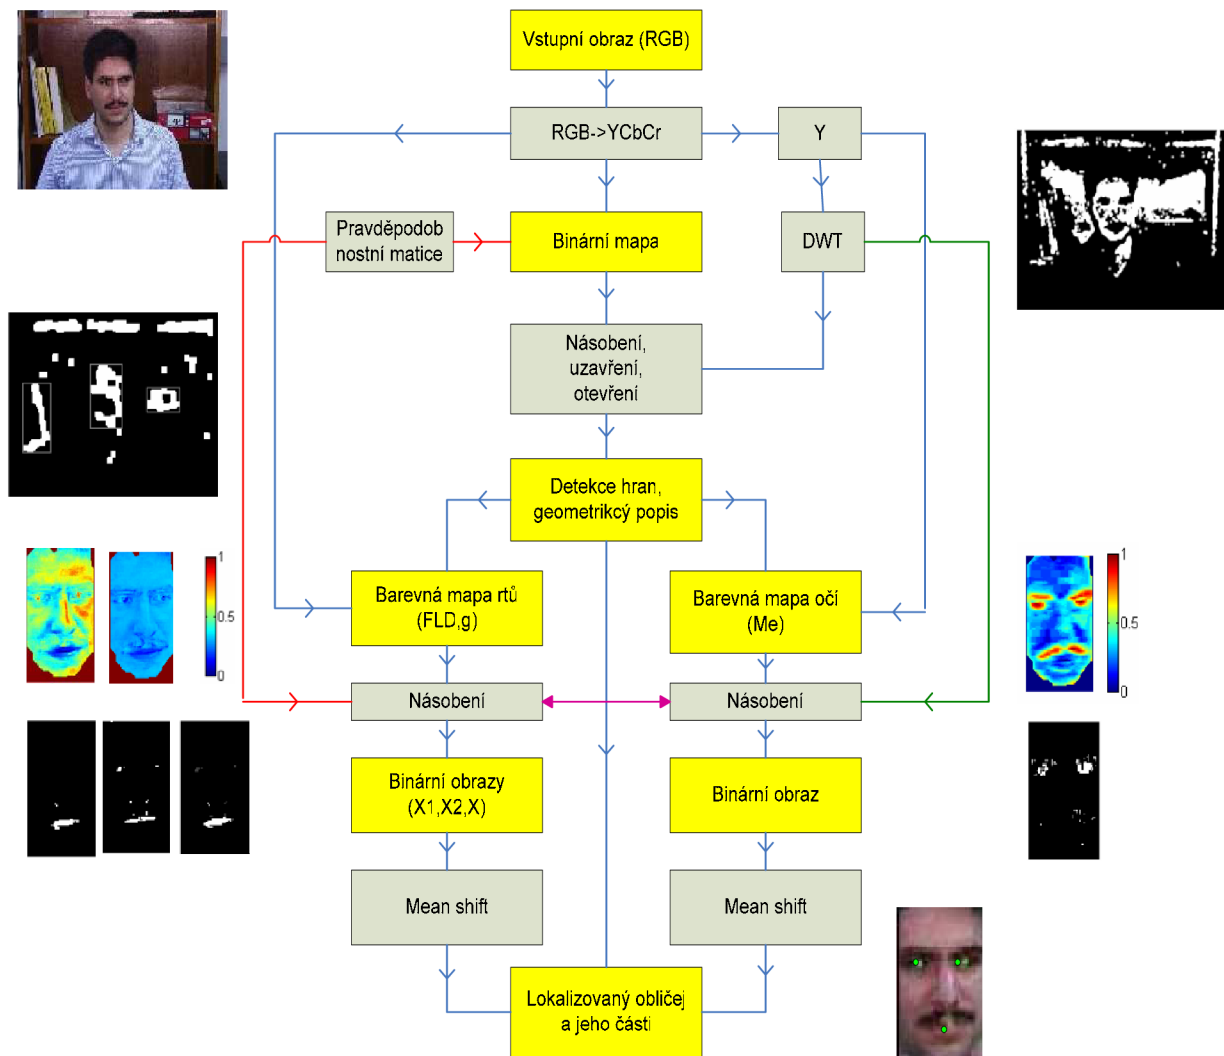 Vstupní obraz (RGB)
RGB->YCbCr
Y
Pravděpodob
nostní matice
Binární mapa
DWT
Násobení,
uzavření,
otevření
Detekce hran,
geometrikcý popis
1
0.5
0
Barevná mapa rtů
(FLD,g)
Barevná mapa očí
(Me)
1
0.5
0
Násobení
Násobení
Binární obrazy
(X1,X2,X)
Binární obraz
Mean shift
Mean shift
Lokalizovaný obličej
a jeho části